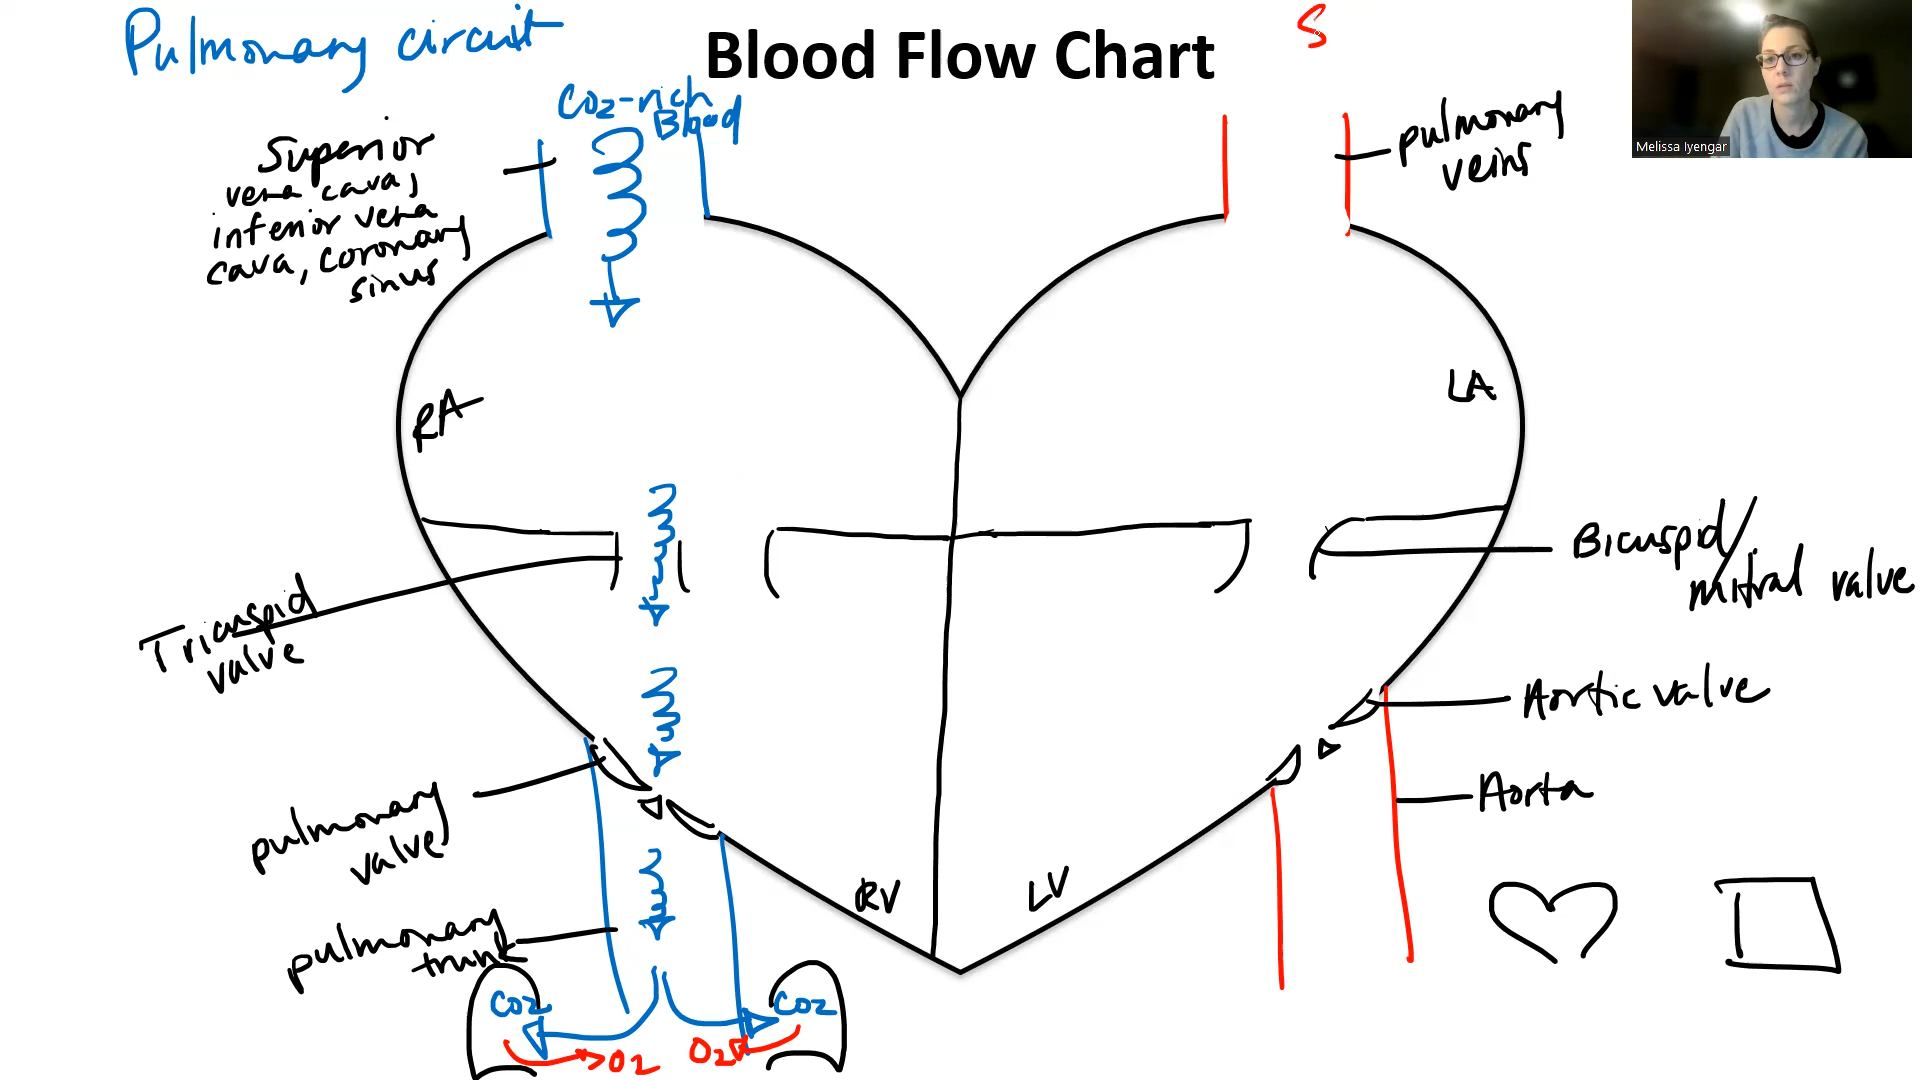 Pulmonary circuit
Blood Flow Chart
S
Melissa Iyengar
CO2-rich
Blood
Superior
vena cava,
inferior vena
cava, coronary
sinus
pulmonary
veins
RA
LA
Tricuspid
valve
Bicuspid/
mitral valve
Aortic valve
Aorta
pulmonary
valve
RV
LV
pulmonary
trunk
CO2
CO2
O2
O2